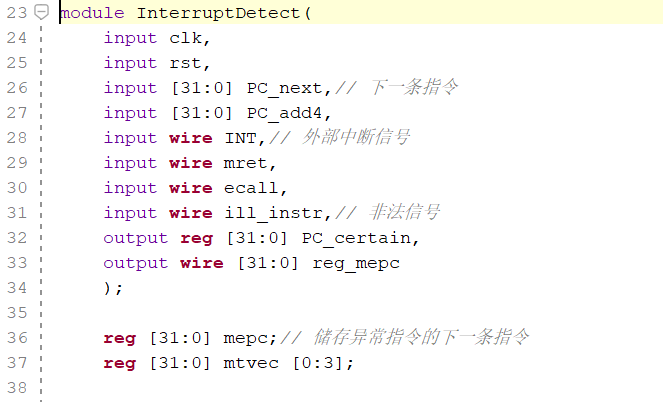 23 module InterruptDetect(
24 input clk,
25 input rst,
26 input [31:0] PC_next,// 下一条指令
27 input [31:0] PC_add4,
28 input wire INT,// 外部中断信号
29 input wire mret,
30 input wire ecall,
31 input wire ill_instr,// 非法信号
32 output reg [31:0] PC_certain,
33 output wire [31:0] reg_mepc
34 );
35
36 reg [31:0] mepc;// 储存异常指令的下一条指令
37 reg [31:0] mtvec [0:3];
38